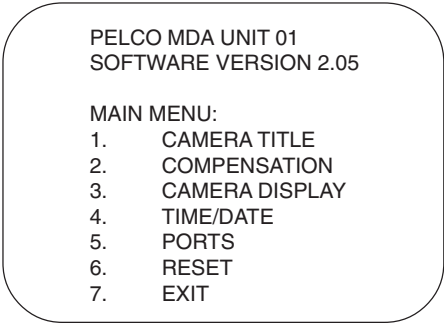 PELCO MDA UNIT 01
SOFTWARE VERSION 2.05
MAIN MENU:
1. CAMERA TITLE
2. COMPENSATION
3. CAMERA DISPLAY
4. TIME/DATE
5. PORTS
6. RESET
7. EXIT